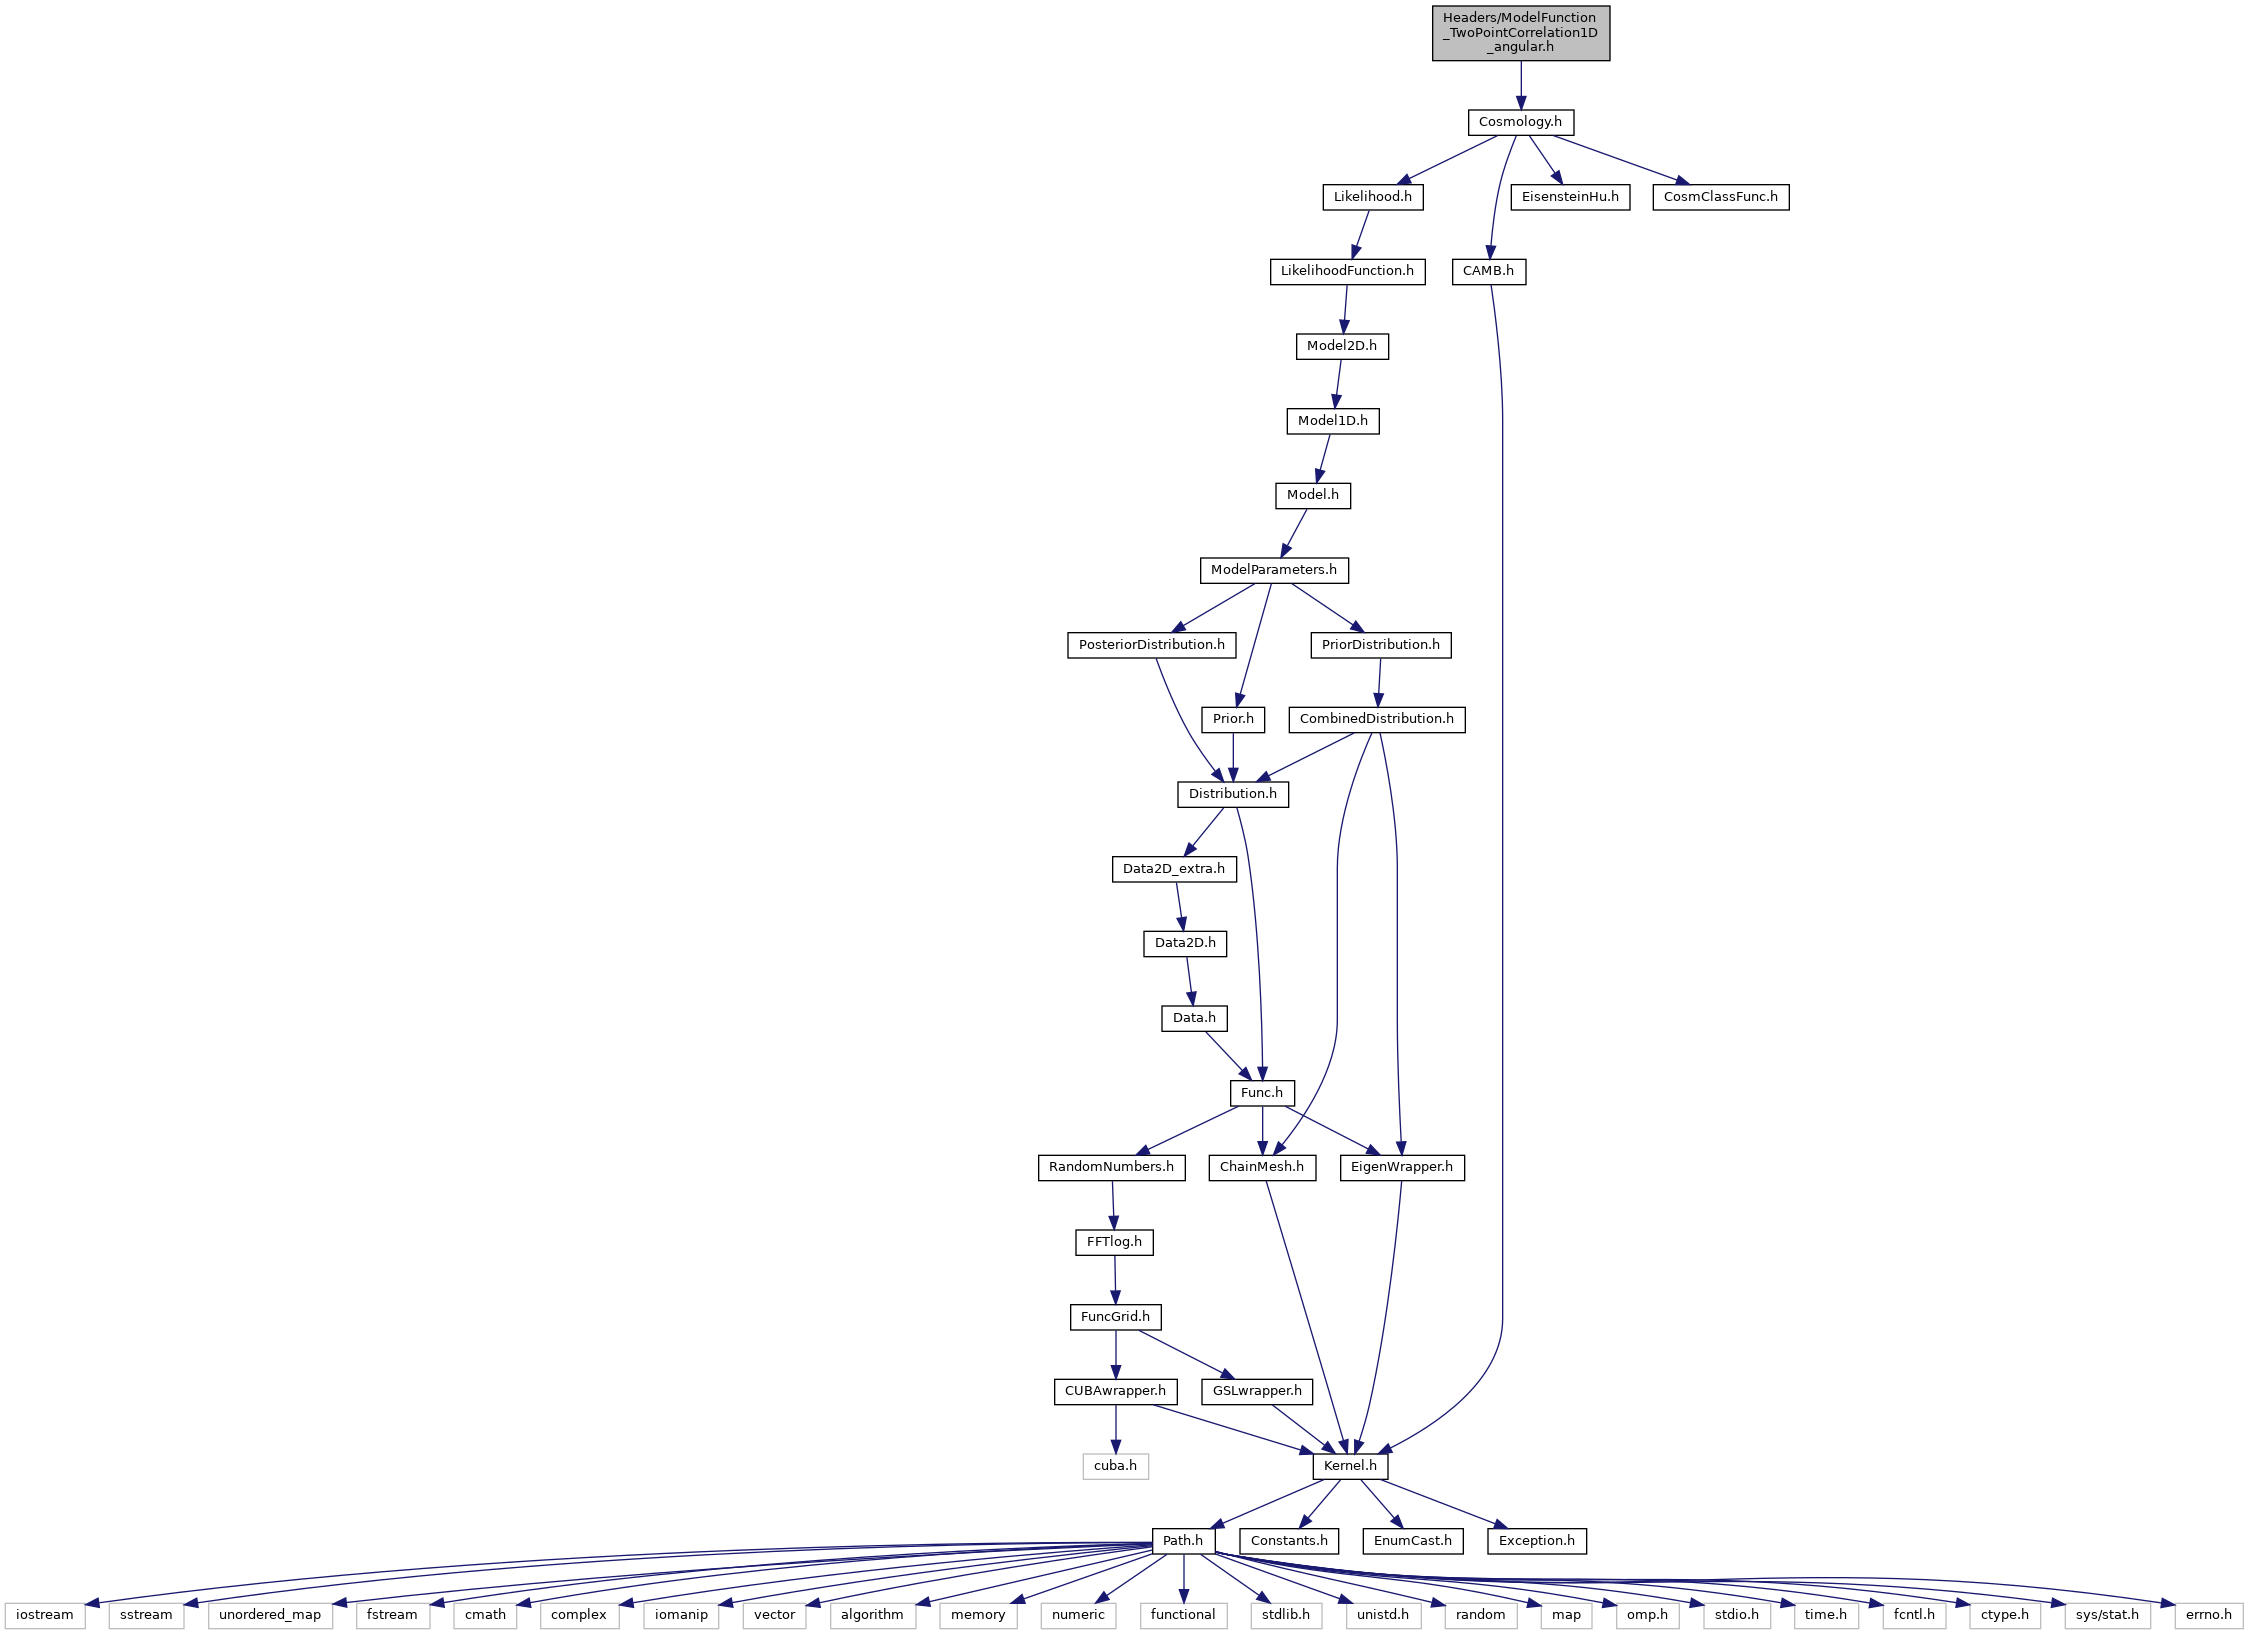 Headers/ModelFunction
_TwoPointCorrelation1D
_angular.h
Cosmology.h
Likelihood.h
EisensteinHu.h
CosmClassFunc.h
LikelihoodFunction.h
CAMB.h
Model2D.h
Model1D.h
Model.h
ModelParameters.h
PosteriorDistribution.h
PriorDistribution.h
Prior.h
CombinedDistribution.h
Distribution.h
Data2D_extra.h
Data2D.h
Data.h
Func.h
RandomNumbers.h
ChainMesh.h
EigenWrapper.h
FFTlog.h
FuncGrid.h
CUBAwrapper.h
GSLwrapper.h
cuba.h
Kernel.h
Path.h
Constants.h
EnumCast.h
Exception.h
iostream
sstream
unordered_map
fstream
cmath
complex
iomanip
vector
algorithm
memory
numeric
functional
stdlib.h
unistd.h
random
map
omp.h
stdio.h
time.h
fcntl.h
ctype.h
sys/stat.h
errno.h